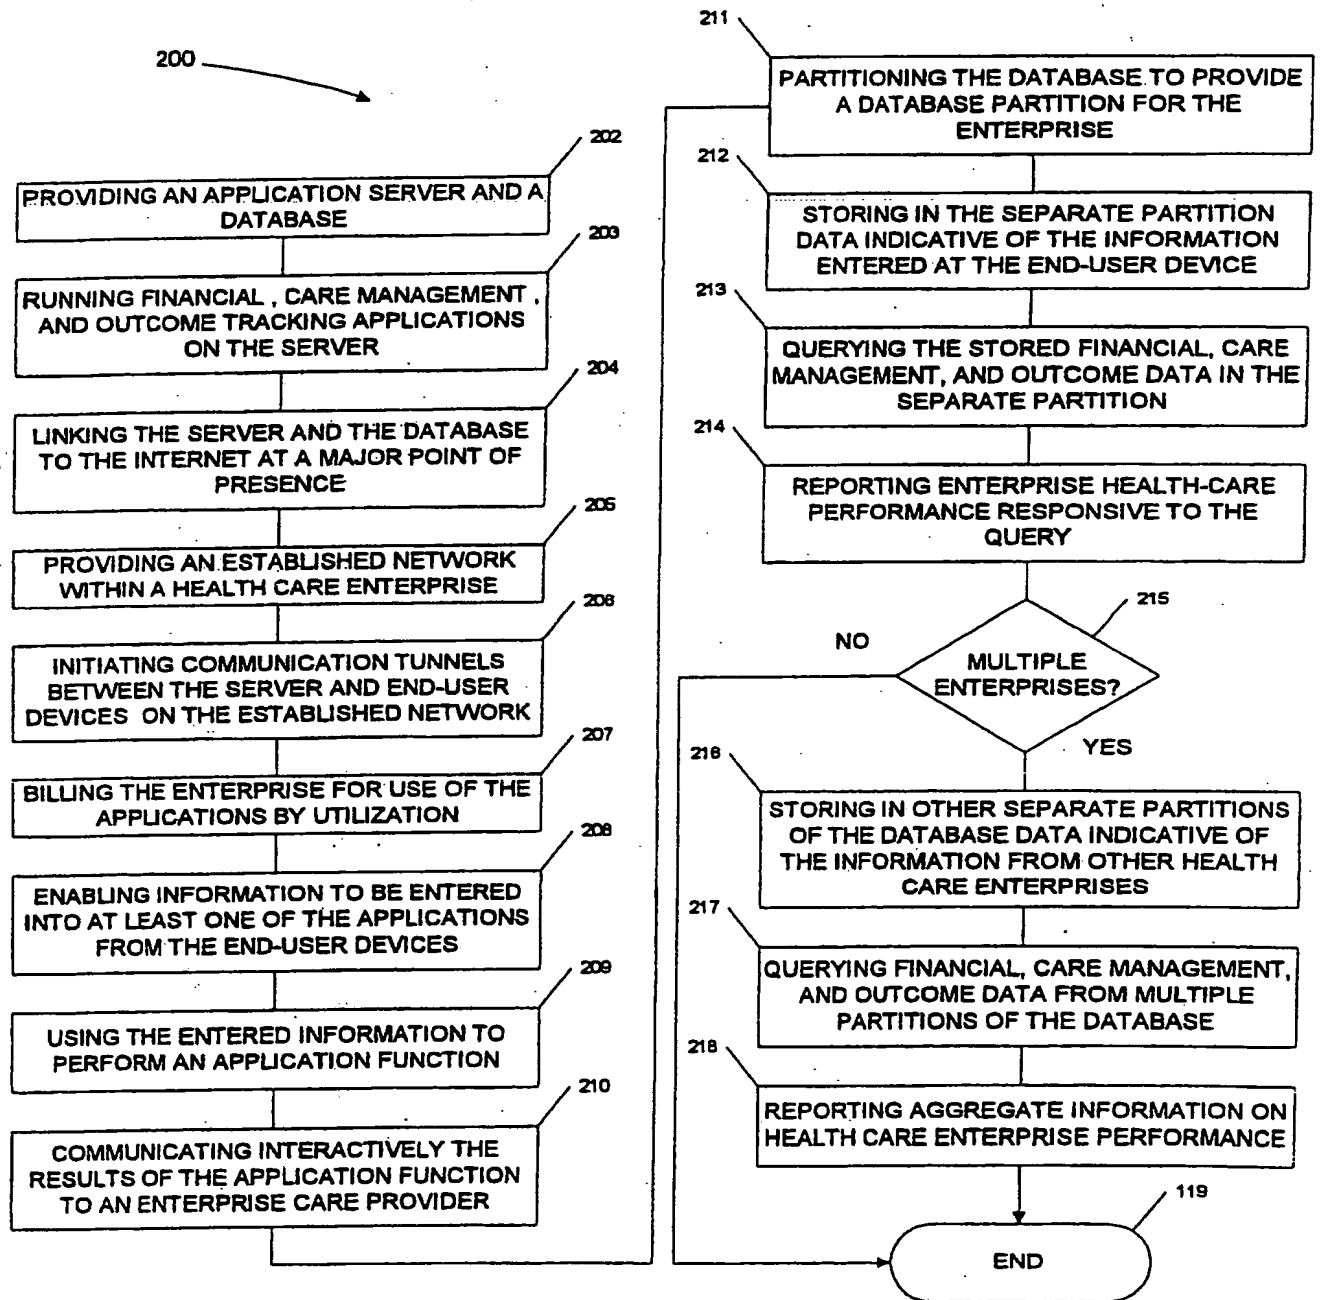 200
202
PROVIDING AN APPLICATION SERVER AND A
DATABASE
203
RUNNING FINANCIAL , CARE MANAGEMENT ,
AND OUTCOME TRACKING APPLICATIONS
ON THE SERVER
204
LINKING THE SERVER AND THE DATABASE
TO THE INTERNET AT A MAJOR POINT OF
PRESENCE
205
PROVIDING AN ESTABLISHED NETWORK
WITHIN A HEALTH CARE ENTERPRISE
206
INITIATING COMMUNICATION TUNNELS
BETWEEN THE SERVER AND END-USER
DEVICES ON THE ESTABLISHED NETWORK
207
BILLING THE ENTERPRISE FOR USE OF THE
APPLICATIONS BY UTILIZATION
208
ENABLING INFORMATION TO BE ENTERED
INTO AT LEAST ONE OF THE APPLICATIONS
FROM THE END-USER DEVICES
209
USING THE ENTERED INFORMATION TO
PERFORM AN APPLICATION FUNCTION
210
COMMUNICATING INTERACTIVELY THE
RESULTS OF THE APPLICATION FUNCTION
TO AN ENTERPRISE CARE PROVIDER
211
PARTITIONING THE DATABASE TO PROVIDE
A DATABASE PARTITION FOR THE
ENTERPRISE
212
STORING IN THE SEPARATE PARTITION
DATA INDICATIVE OF THE INFORMATION
ENTERED AT THE END-USER DEVICE
213
QUERYING THE STORED FINANCIAL, CARE
MANAGEMENT, AND OUTCOME DATA IN THE
SEPARATE PARTITION
214
REPORTING ENTERPRISE HEALTH-CARE
PERFORMANCE RESPONSIVE TO THE
QUERY
215
NO
MULTIPLE
ENTERPRISES?
YES
216
STORING IN OTHER SEPARATE PARTITIONS
OF THE DATABASE DATA INDICATIVE OF
THE INFORMATION FROM OTHER HEALTH
CARE ENTERPRISES
217
QUERYING FINANCIAL, CARE MANAGEMENT,
AND OUTCOME DATA FROM MULTIPLE
PARTITIONS OF THE DATABASE
218
REPORTING AGGREGATE INFORMATION ON
HEALTH CARE ENTERPRISE PERFORMANCE
119
END